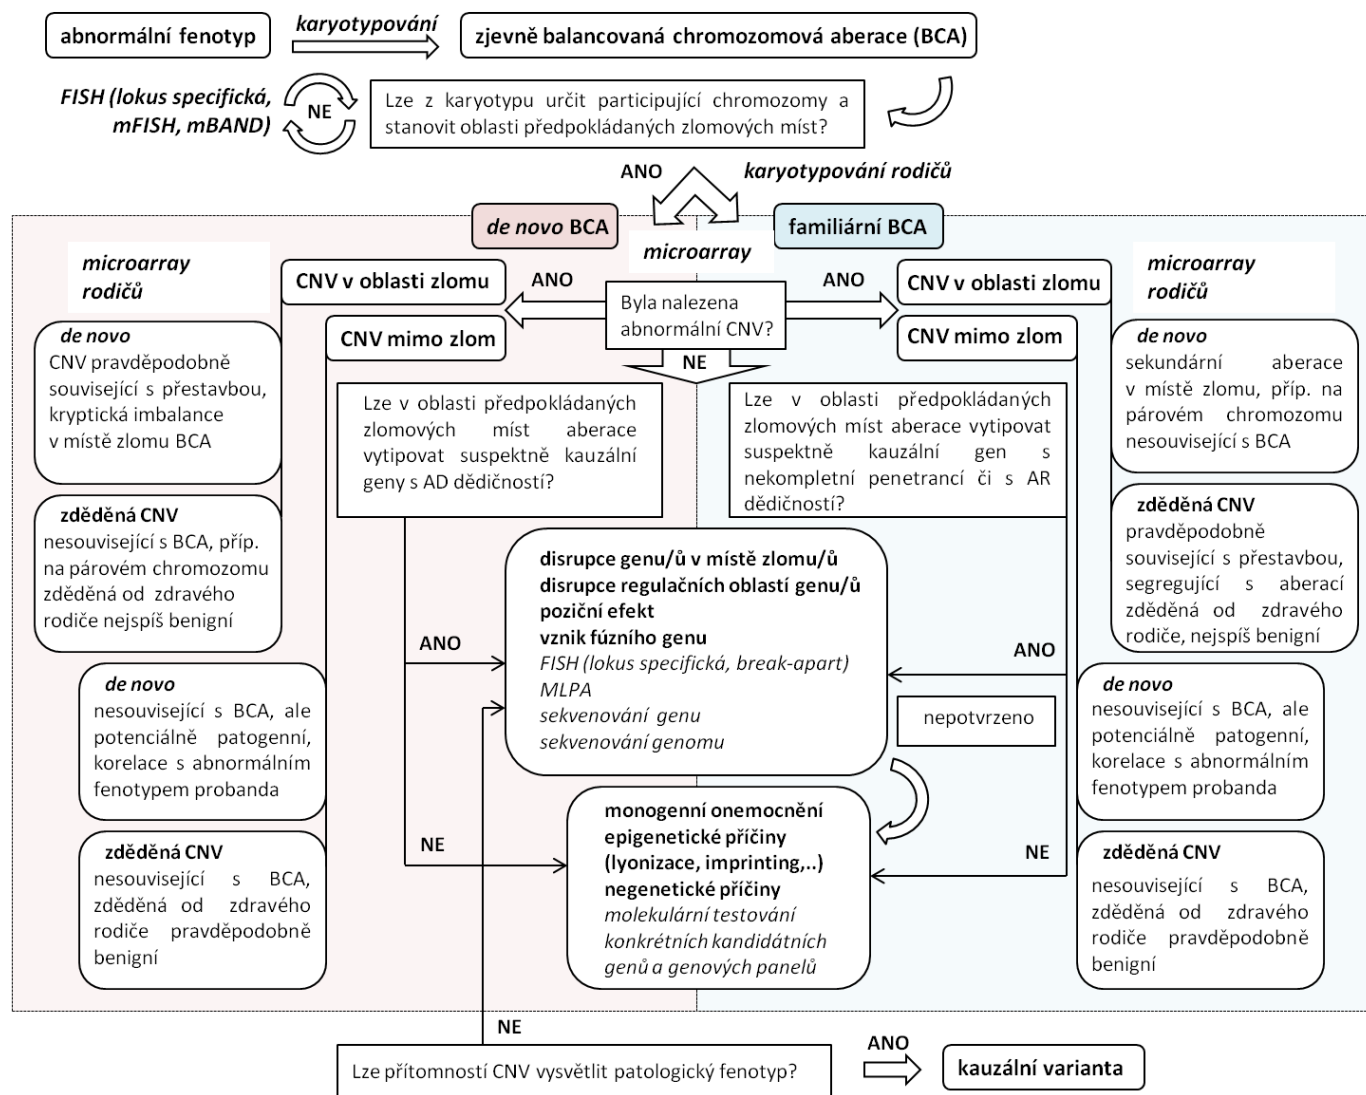 abnormální fenotyp
karyotypování
zjevně balancovaná chromozomová aberace (BCA)
FISH (lokus specifická,
mFISH, mBAND)
NE
Lze z karyotypu určit participující chromozomy a
stanovit oblasti předpokládaných zlomových míst?
ANO
karyotypování rodičů
de novo BCA
familiární BCA
microarray
microarray
rodičů
CNV v oblasti zlomu
ANO
Byla nalezena
abnormální CNV?
ANO
CNV v oblasti zlomu
microarray
rodičů
CNV mimo zlom
NE
CNV mimo zlom
de novo
CNV pravděpodobně
související s přestavbou,
kryptická imbalance
v místě zlomu BCA
zděděná CNV
nesouvisející s BCA, příp.
na párovém chromozomu
zděděná od zdravého
rodiče nejspíš benigní
de novo
nesouvisející s BCA, ale
potenciálně patogenní,
korelace s abnormálním
fenotypem probanda
zděděná CNV
nesouvisející s BCA,
zděděná od zdravého
rodiče pravděpodobně
benigní
Lze v oblasti předpokládaných
zlomových míst aberace
vytipovat suspektně kauzální
geny s AD dědičností?
Lze v oblasti předpokládaných
zlomových míst aberace vytipovat
suspektně kauzální gen s
nekompletní penetrancí či s AR
dědičností?
disrupce genu/ů v místě zlomu/ů
disrupce regulačních oblastí genu/ů
poziční efekt
vznik fúzního genu
FISH (lokus specifická, break-apart)
MLPA
sekvenování genu
sekvenování genomu
ANO
ANO
nepotvrzeno
monogenní onemocnění
epigenetické příčiny
(lyonizace, imprinting,..)
negenetické příčiny
molekulární testování
konkrétních kandidátních
genů a genových panelů
NE
NE
de novo
sekundární aberace
v místě zlomu, příp. na
párovém chromozomu
nesouvisející s BCA
zděděná CNV
pravděpodobně
související s přestavbou,
segregující s aberací
zděděná od zdravého
rodiče, nejspíš benigní
de novo
nesouvisející s BCA, ale
potenciálně patogenní,
korelace s abnormálním
fenotypem probanda
zděděná CNV
nesouvisející s BCA,
zděděná od zdravého
rodiče pravděpodobně
benigní
NE
Lze přítomností CNV vysvětlit patologický fenotyp?
ANO
kauzální varianta